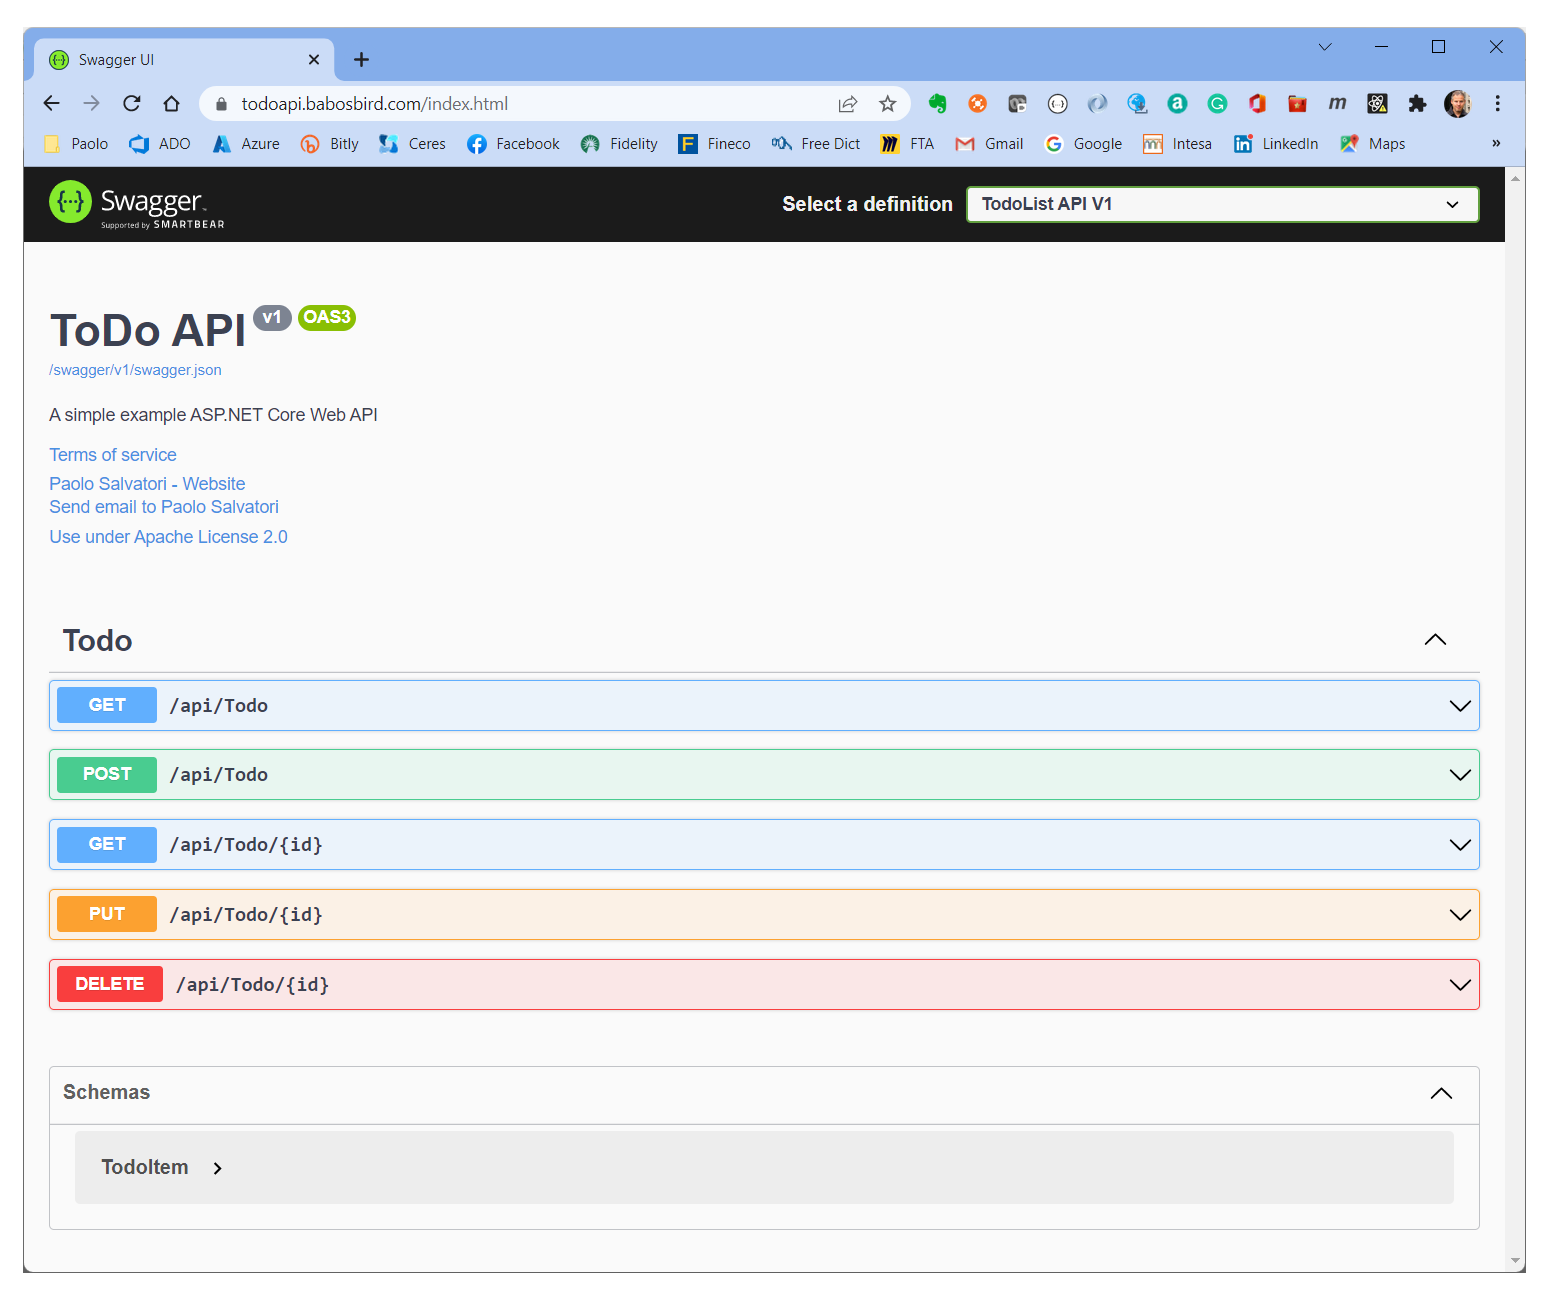 Swagger UI
todoapi.babosbird.com/index.html
Paolo ADO Azure Bitly Ceres Facebook Fidelity Fineco Free Dict FTA Gmail Google Intesa LinkedIn Maps »
Swagger
Supported by SMARTBEAR
Select a definition TodoList API V1
ToDo API v1 OAS3
/swagger/v1/swagger.json
A simple example ASP.NET Core Web API
Terms of service
Paolo Salvatori - Website
Send email to Paolo Salvatori
Use under Apache License 2.0
Todo
GET /api/Todo
POST /api/Todo
GET /api/Todo/{id}
PUT /api/Todo/{id}
DELETE /api/Todo/{id}
Schemas
TodoItem